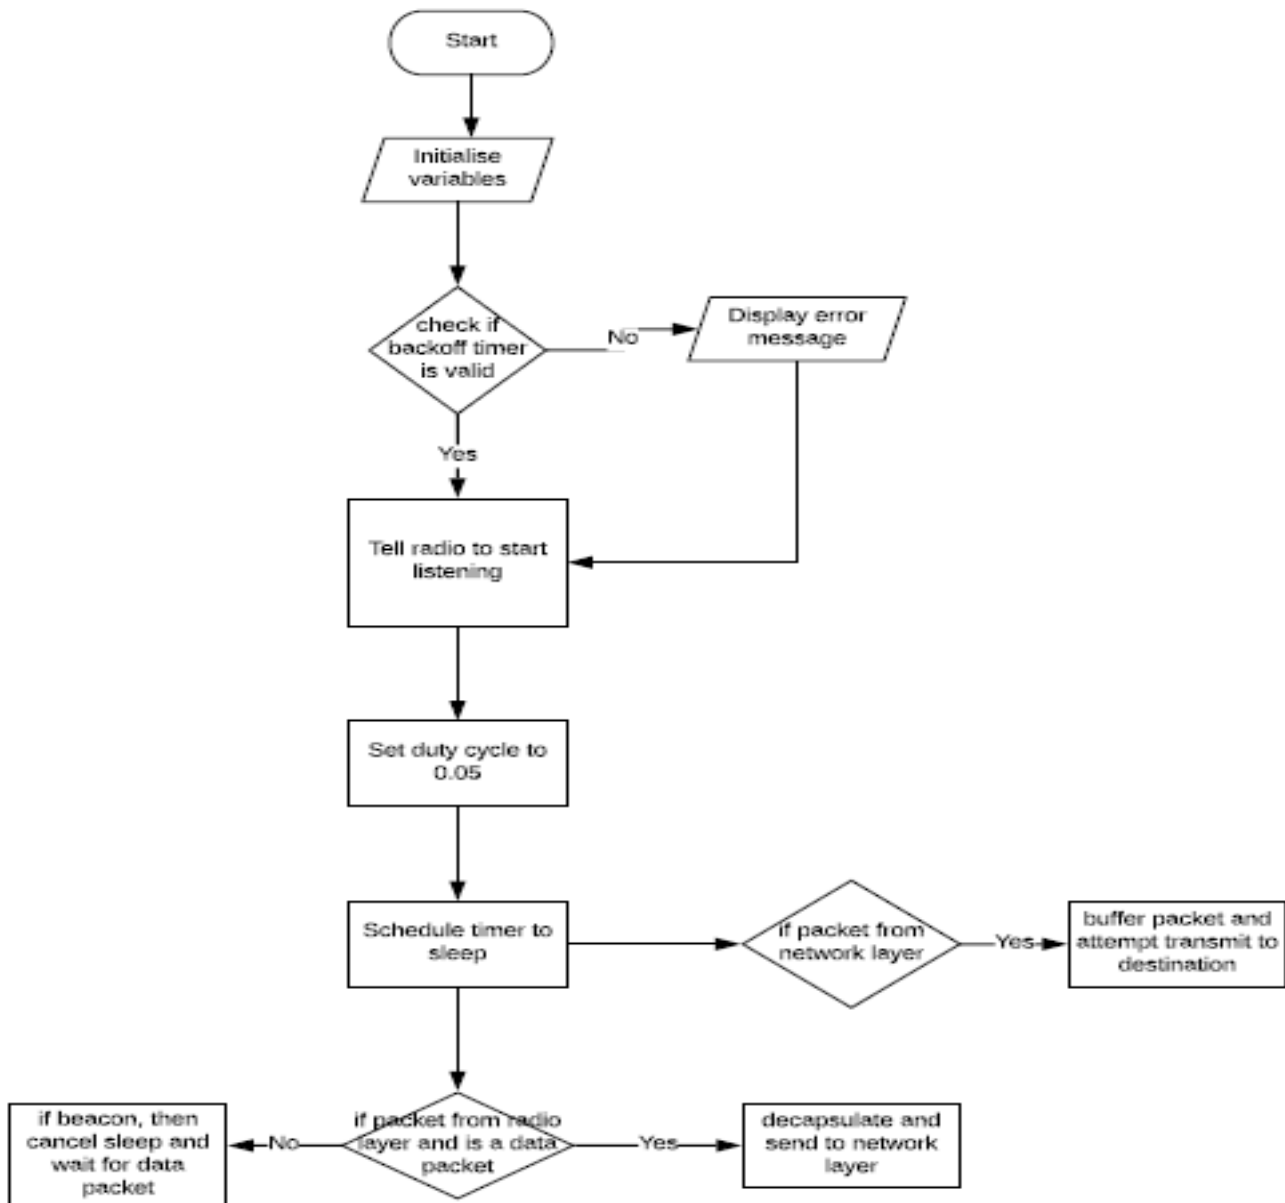 Start
Initialise
variables
check if
backoff timer
is valid
No
Display error
message
Yes
Tell radio to start
listening
Set duty cycle to
0.05
Schedule timer to
sleep
if packet from
network layer
Yes
buffer packet and
attempt transmit to
destination
if beacon, then
cancel sleep and
wait for data
packet
No
if packet from radio
layer and is a data
packet
Yes
decapsulate and
send to network
layer